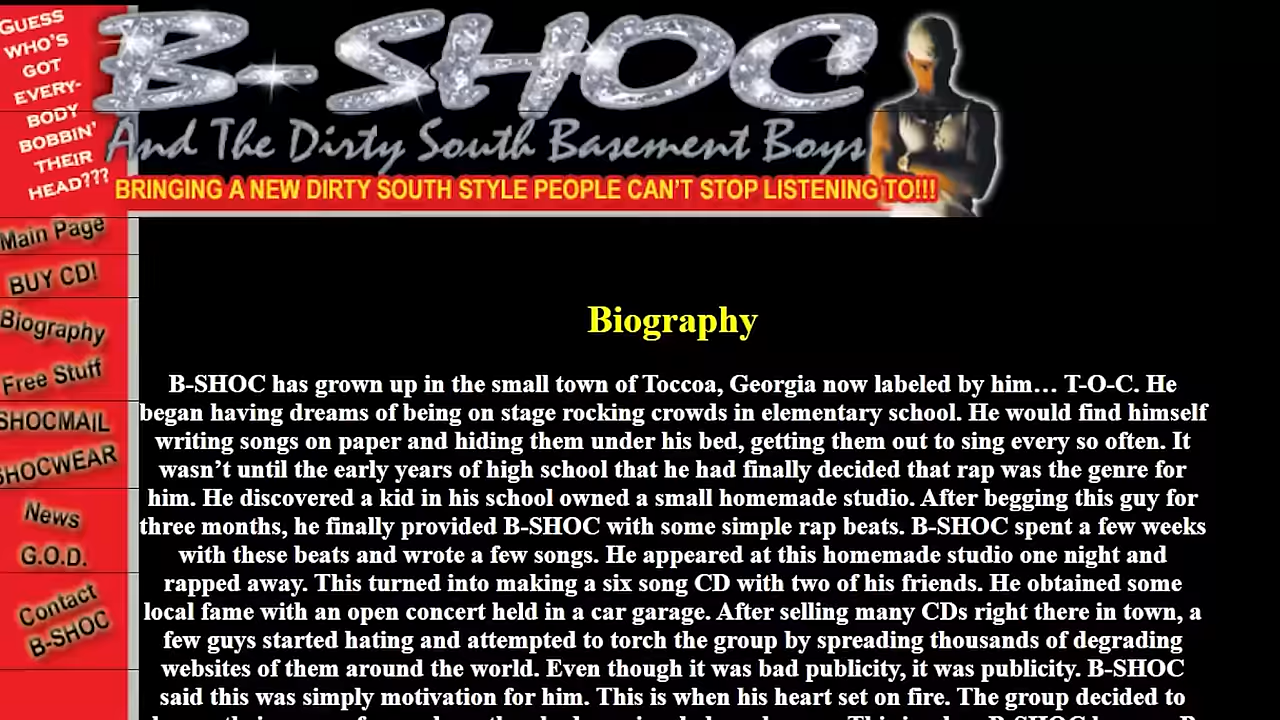 GUESS
WHO'S
GOT
EVERY-
BODY
BOBBIN'
THEIR
HEAD???
B-SHOC
And The Dirty South Basement Boys
BRINGING A NEW DIRTY SOUTH STYLE PEOPLE CAN'T STOP LISTENING TO!!!
Main Page
BUY CD!
Biography
Free Stuff
SHOCMAIL
SHOCWEAR
News
G.O.D.
Contact
B-SHOC
Biography
B-SHOC has grown up in the small town of Toccoa, Georgia now labeled by him… T-O-C. He
began having dreams of being on stage rocking crowds in elementary school. He would find himself
writing songs on paper and hiding them under his bed, getting them out to sing every so often. It
wasn't until the early years of high school that he had finally decided that rap was the genre for
him. He discovered a kid in his school owned a small homemade studio. After begging this guy for
three months, he finally provided B-SHOC with some simple rap beats. B-SHOC spent a few weeks
with these beats and wrote a few songs. He appeared at this homemade studio one night and
rapped away. This turned into making a six song CD with two of his friends. He obtained some
local fame with an open concert held in a car garage. After selling many CDs right there in town, a
few guys started hating and attempted to torch the group by spreading thousands of degrading
websites of them around the world. Even though it was bad publicity, it was publicity. B-SHOC
said this was simply motivation for him. This is when his heart set on fire. The group decided to